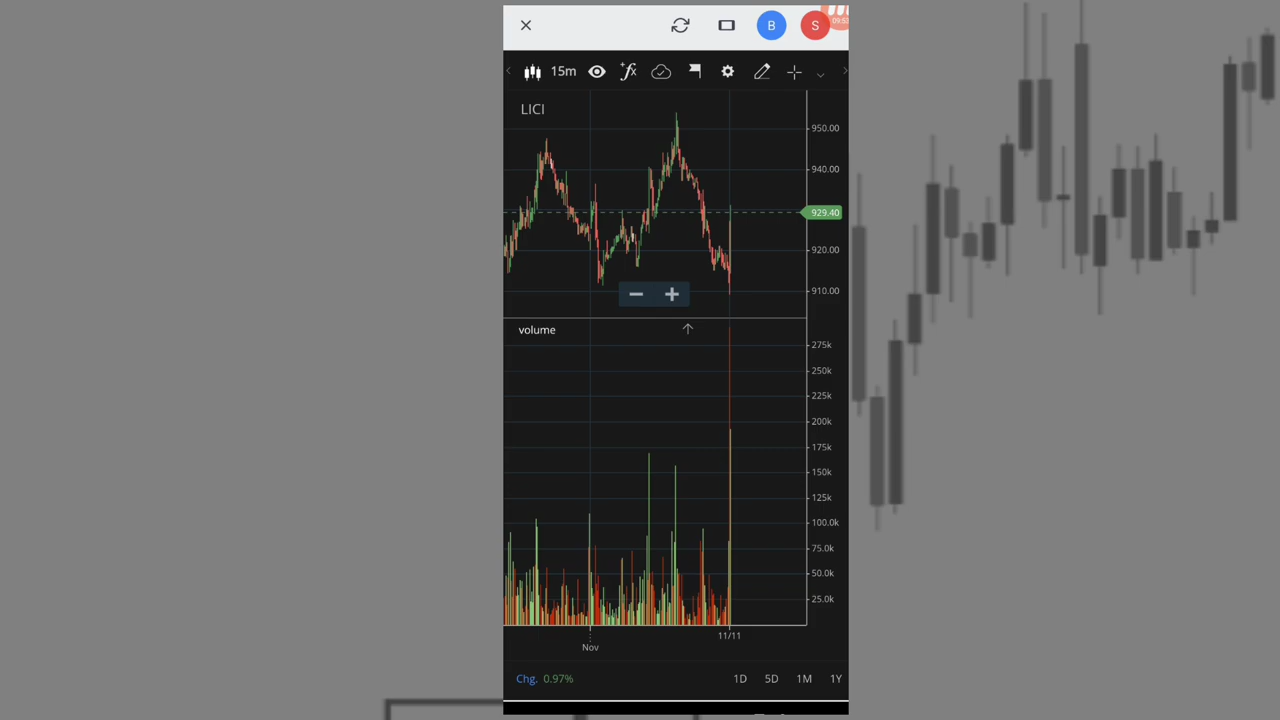 09:53
B S
15m
LICI
950.00
940.00
929.40
920.00
910.00
volume
275k
250k
225k
200k
175k
150k
125k
100.0k
75.0k
50.0k
25.0k
11/11
Nov
Chg. 0.97% 1D 5D 1M 1Y